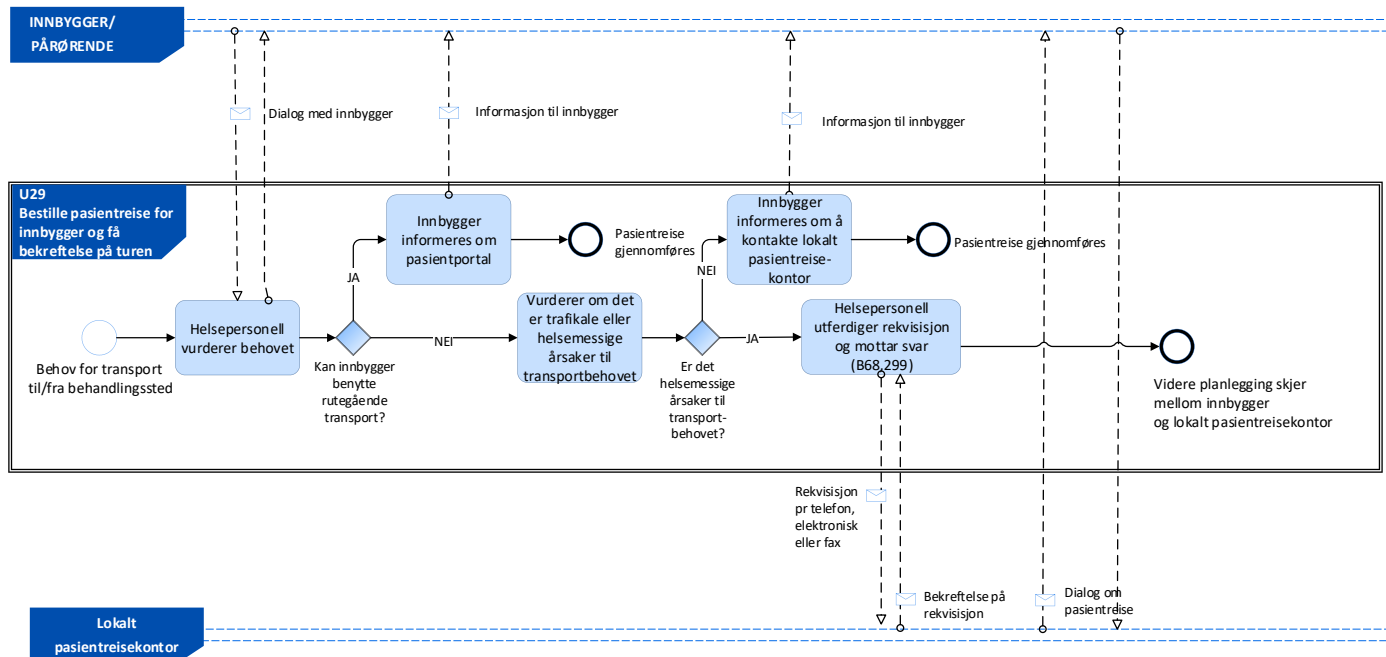 INNBYGGER/
PÅRØRENDE
Dialog med innbygger
Informasjon til innbygger
Informasjon til innbygger
U29
Bestille pasientreise for
innbygger og få
bekreftelse på turen
Innbygger
informeres om
pasientportal
Pasientreise
gjennomføres
Innbygger
informeres om å
kontakte lokalt
pasientreise-
kontor
Pasientreise gjennomføres
JA
NEI
Behov for transport
til/fra behandlingssted
Helsepersonell
vurderer behovet
Kan innbygger
benytte
rutegående
transport?
NEI
Vurderer om det
er trafikale eller
helsemessige
årsaker til
transportbehovet
Er det
helsemessige
årsaker til
transport-
behovet?
JA
Helsepersonell
utferdiger rekvisisjon
og mottar svar
(B68.299)
Videre planlegging skjer
mellom innbygger
og lokalt pasientreisekontor
Rekvisisjon
pr telefon,
elektronisk
eller fax
Bekreftelse på
rekvisisjon
Dialog om
pasientreise
Lokalt
pasientreisekontor